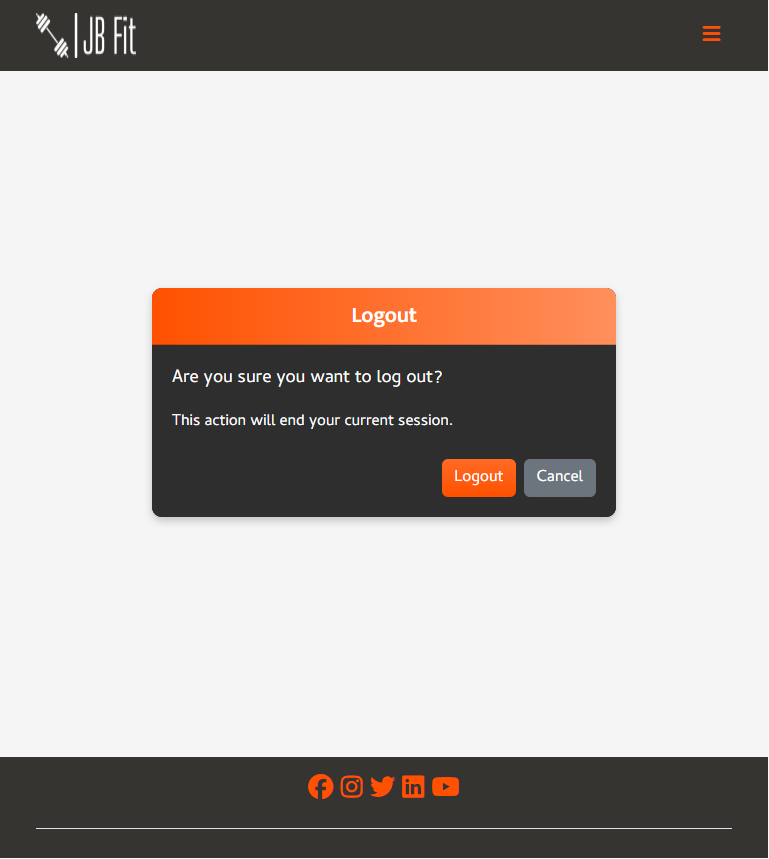 JB Fit
Logout
Are you sure you want to log out?
This action will end your current session.
Logout Cancel